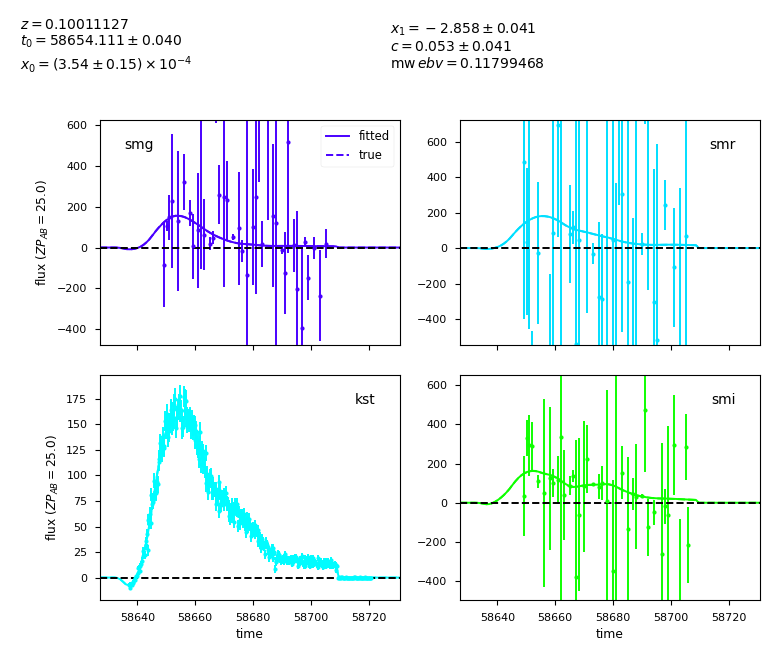 z = 0.10011127
t₀ = 58654.111 ± 0.040
x₀ = (3.54 ± 0.15) × 10⁻⁴
x₁ = −2.858 ± 0.041
c = 0.053 ± 0.041
mw ebv = 0.11799468
smg
fitted
true
600
400
200
0
−200
−400
flux (ZP_AB = 25.0)
smr
600
400
200
0
−200
−400
kst
175
150
125
100
75
50
25
0
flux (ZP_AB = 25.0)
58640 58660 58680 58700 58720
time
smi
600
400
200
0
−200
−400
58640 58660 58680 58700 58720
time